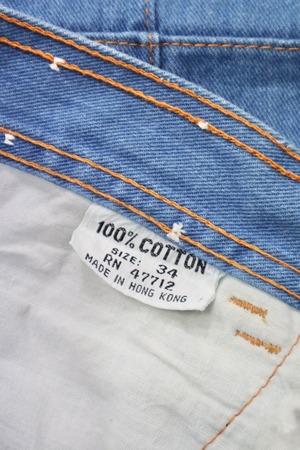 100% COTTON
SIZE: 34
RN 47712
MADE IN HONG KONG